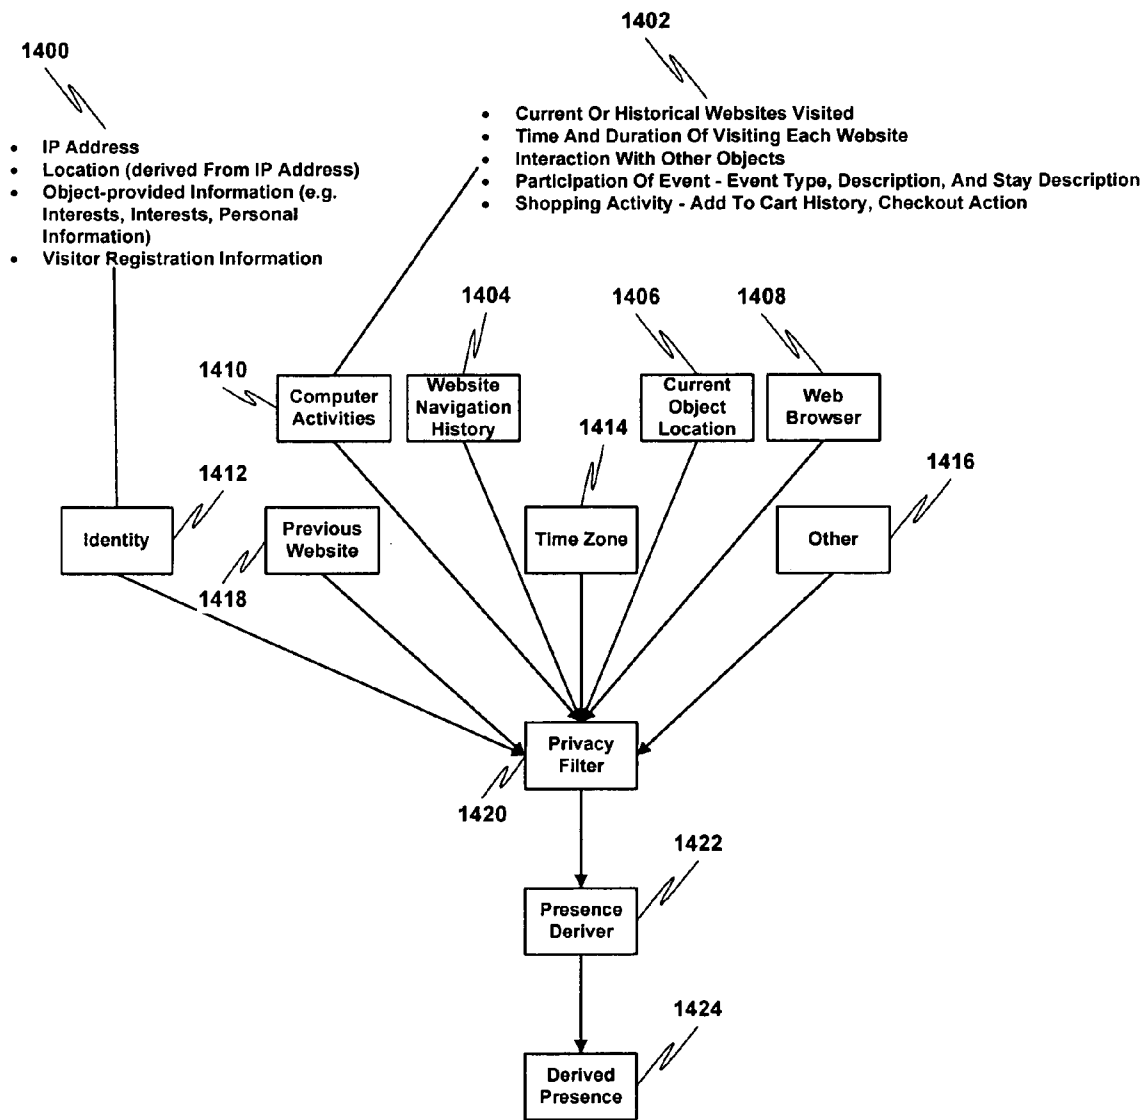 1400
1402
• IP Address
• Location (derived From IP Address)
• Object-provided Information (e.g.
Interests, Interests, Personal
Information)
• Visitor Registration Information
• Current Or Historical Websites Visited
• Time And Duration Of Visiting Each Website
• Interaction With Other Objects
• Participation Of Event - Event Type, Description, And Stay Description
• Shopping Activity - Add To Cart History, Checkout Action
1404
1406
1408
1410
Computer
Activities
Website
Navigation
History
Current
Object
Location
Web
Browser
1412
1414
1416
Identity
Previous
Website
Time Zone
Other
1418
Privacy
Filter
1420
1422
Presence
Deriver
1424
Derived
Presence